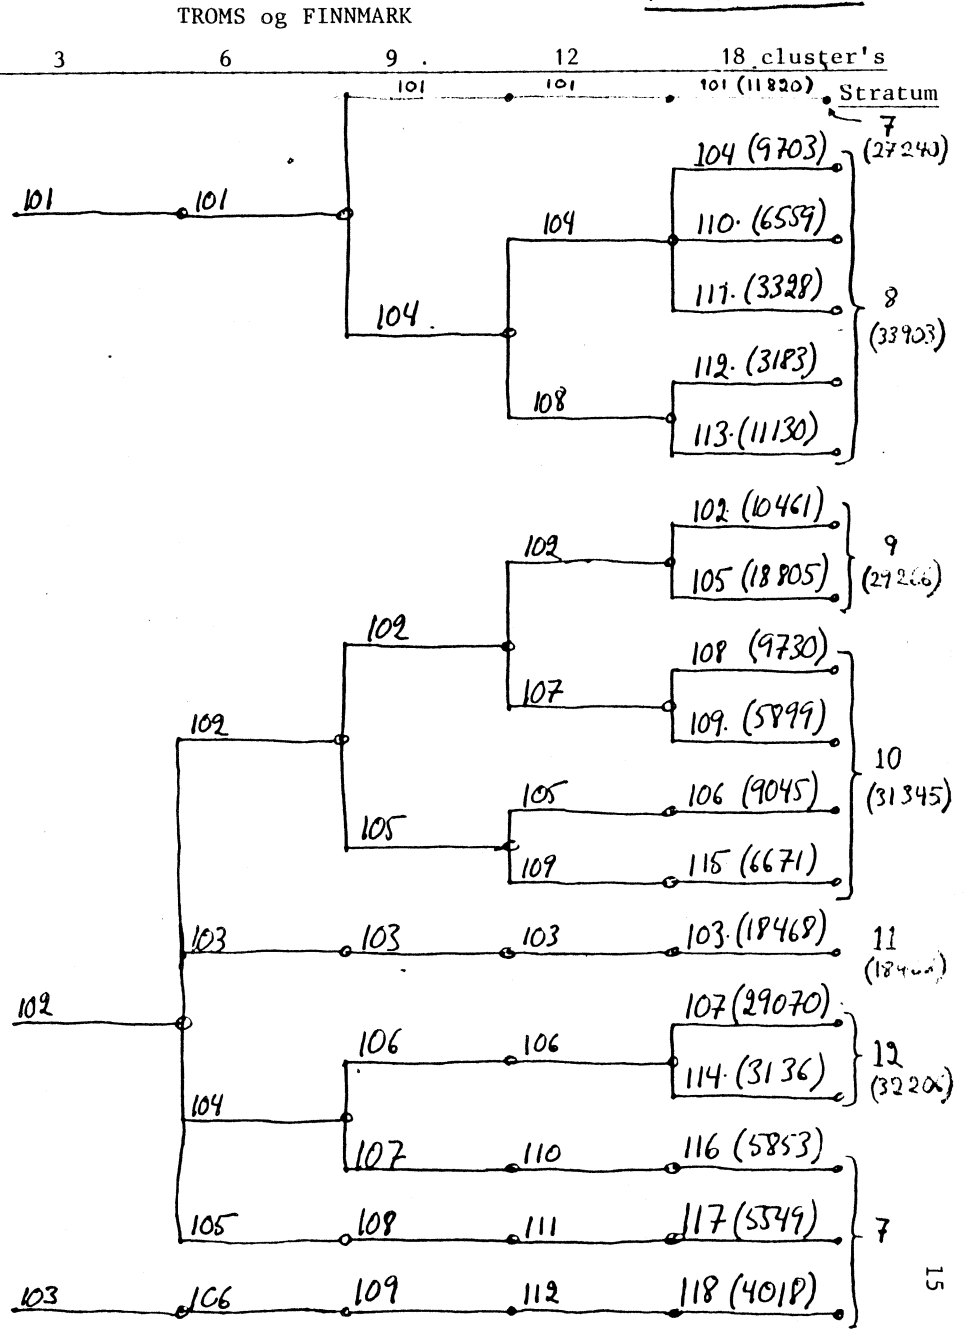 TROMS og FINNMARK
3 6 9 12 18 cluster's
101 101 101 (11820) Stratum
7
104 (9703) (27240)
101 101
104 110. (6559)
111. (3328) 8
104 (33903)
112. (3183)
108
113. (11130)
102. (10461)
102 9
105 (18805)
102 108 (9730)
107
109. (5899)
102 10
105 106 (9045) (31345)
105
109 115 (6671)
103 103 103 103. (18468) 11
102 107 (29070)
106 106 12
114. (3136) (32206)
104
107 110 116 (5853)
105 108 111 117 (5549) 7
15
103 106 109 112 118 (4018)